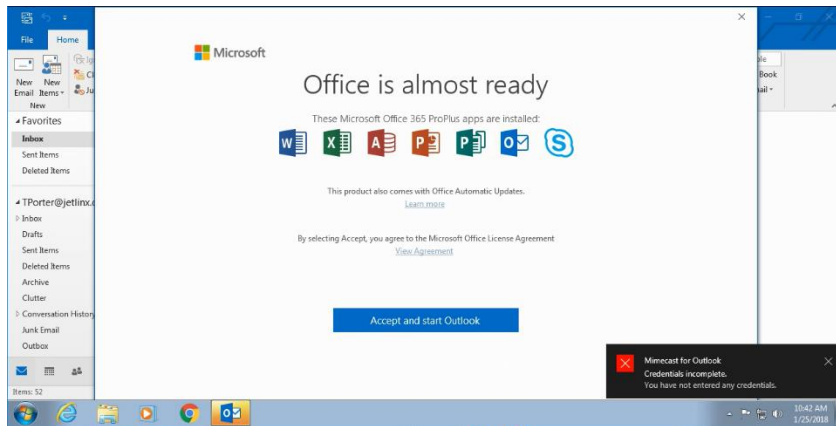 File
Home
New
Email
New
Items
New
Favorites
Inbox
Sent Items
Deleted Items
TPorter@jetlinx.
Inbox
Drafts
Sent Items
Deleted Items
Archive
Clutter
Conversation History
Junk Email
Outbox
Items: 52
Microsoft
Office is almost ready
These Microsoft Office 365 ProPlus apps are installed:
This product also comes with Office Automatic Updates.
Learn more
By selecting Accept, you agree to the Microsoft Office License Agreement
View Agreement
Accept and start Outlook
Book
Mimecast for Outlook
Credentials incomplete.
You have not entered any credentials.
10:42 AM
1/25/2018